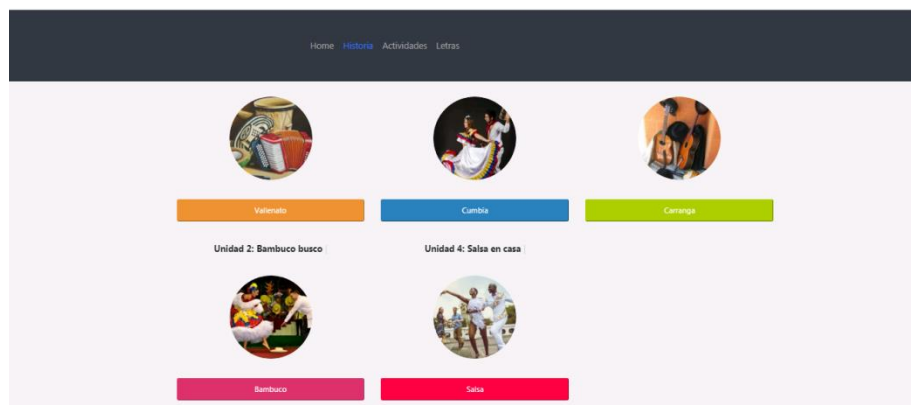 Home Historia Actividades Letras
Vallenato Cumbia Carranga
Unidad 2: Bambuco busco Unidad 4: Salsa en casa
Bambuco Salsa